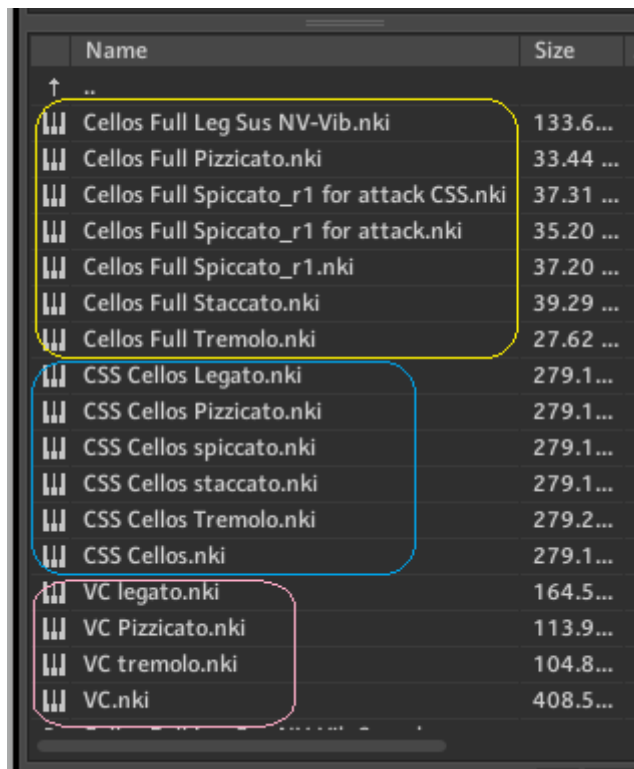 Name Size
↑ ..
Cellos Full Leg Sus NV-Vib.nki 133.6...
Cellos Full Pizzicato.nki 33.44 ...
Cellos Full Spiccato_r1 for attack CSS.nki 37.31 ...
Cellos Full Spiccato_r1 for attack.nki 35.20 ...
Cellos Full Spiccato_r1.nki 37.20 ...
Cellos Full Staccato.nki 39.29 ...
Cellos Full Tremolo.nki 27.62 ...
CSS Cellos Legato.nki 279.1...
CSS Cellos Pizzicato.nki 279.1...
CSS Cellos spiccato.nki 279.1...
CSS Cellos staccato.nki 279.1...
CSS Cellos Tremolo.nki 279.2...
CSS Cellos.nki 279.1...
VC legato.nki 164.5...
VC Pizzicato.nki 113.9...
VC tremolo.nki 104.8...
VC.nki 408.5...